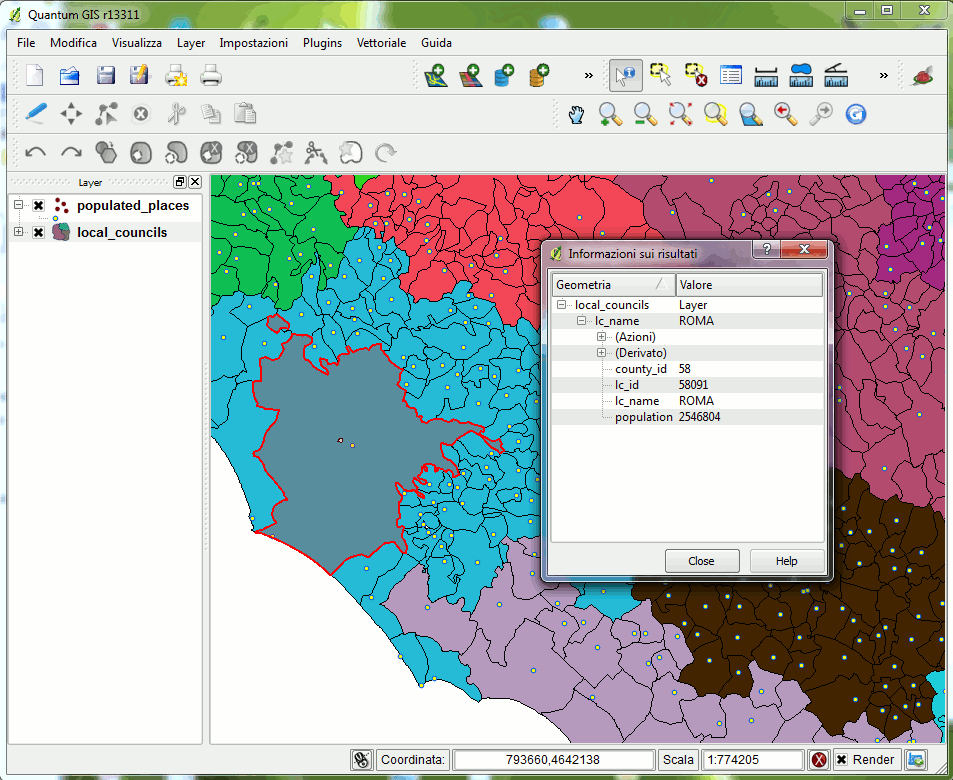 Quantum GIS r13311
File Modifica Visualizza Layer Impostazioni Plugins Vettoriale Guida
Layer
populated_places
local_councils
Informazioni sui risultati
Geometria Valore
local_councils Layer
lc_name ROMA
(Azioni)
(Derivato)
county_id 58
lc_id 58091
lc_name ROMA
population 2546804
Close Help
Coordinata: 793660,4642138 Scala 1:774205 Render